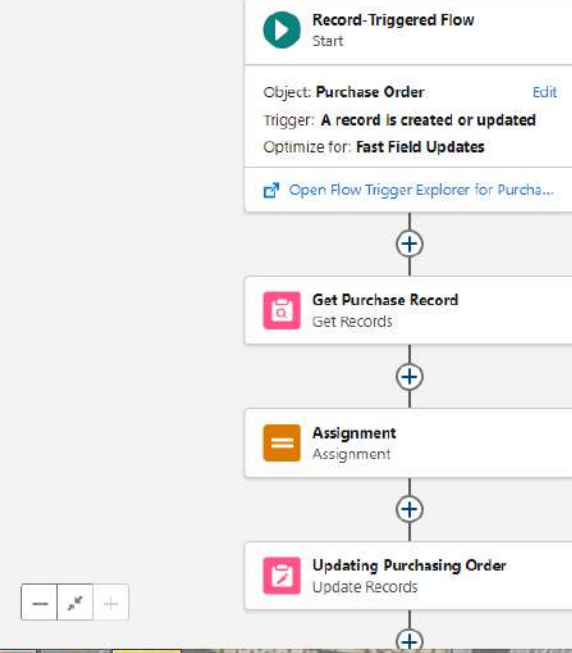 Record-Triggered Flow
Start
Object: Purchase Order Edit
Trigger: A record is created or updated
Optimize for: Fast Field Updates
Open Flow Trigger Explorer for Purcha...
Get Purchase Record
Get Records
Assignment
Assignment
Updating Purchasing Order
Update Records